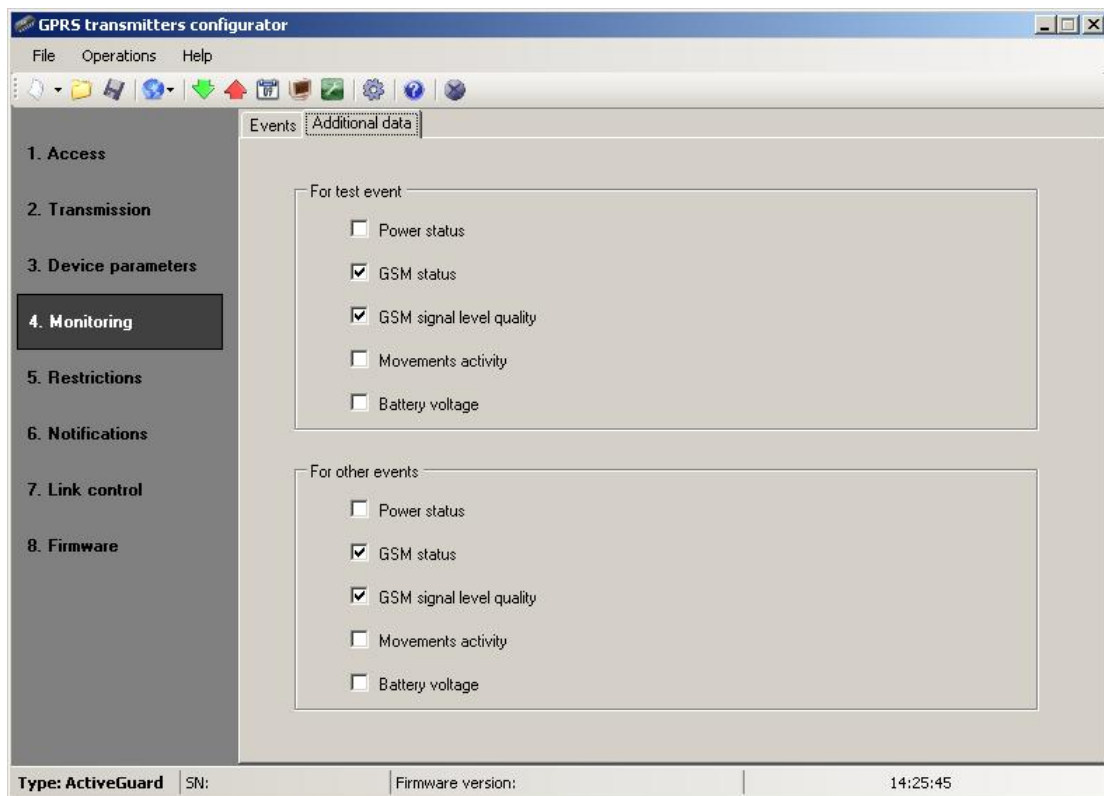 GPRS transmitters configurator
File Operations Help
Events Additional data
1. Access
2. Transmission
3. Device parameters
4. Monitoring
5. Restrictions
6. Notifications
7. Link control
8. Firmware
For test event
Power status
GSM status
GSM signal level quality
Movements activity
Battery voltage
For other events
Power status
GSM status
GSM signal level quality
Movements activity
Battery voltage
Type: ActiveGuard SN: Firmware version: 14:25:45